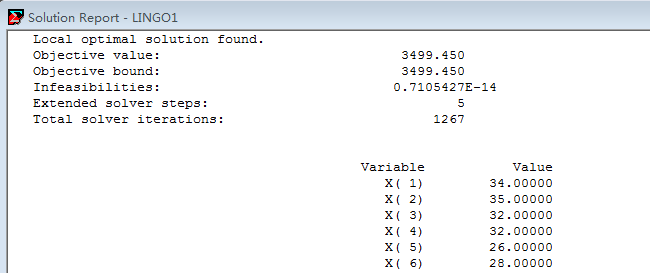 Solution Report - LINGO1
Local optimal solution found.
Objective value: 3499.450
Objective bound: 3499.450
Infeasibilities: 0.7105427E-14
Extended solver steps: 5
Total solver iterations: 1267
Variable Value
X( 1) 34.00000
X( 2) 35.00000
X( 3) 32.00000
X( 4) 32.00000
X( 5) 26.00000
X( 6) 28.00000